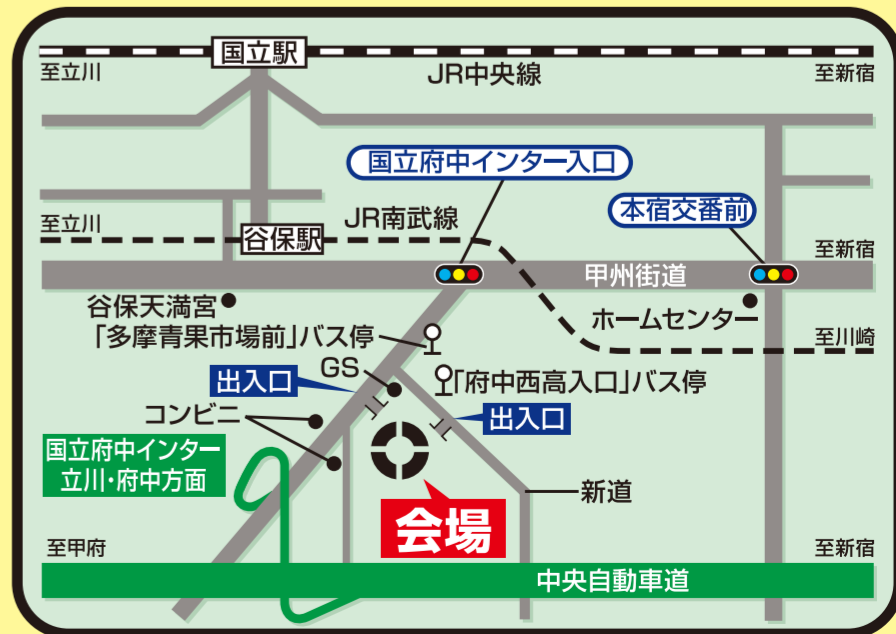 国立駅
至立川
JR中央線
至新宿
国立府中インター入口
本宿交番前
至立川
JR南武線
谷保駅
至新宿
甲州街道
谷保天満宮
ホームセンター
「多摩青果市場前」バス停
至川崎
GS
出入口
「府中西高入口」バス停
コンビニ
出入口
国立府中インター
立川・府中方面
新道
会場
至甲府
至新宿
中央自動車道